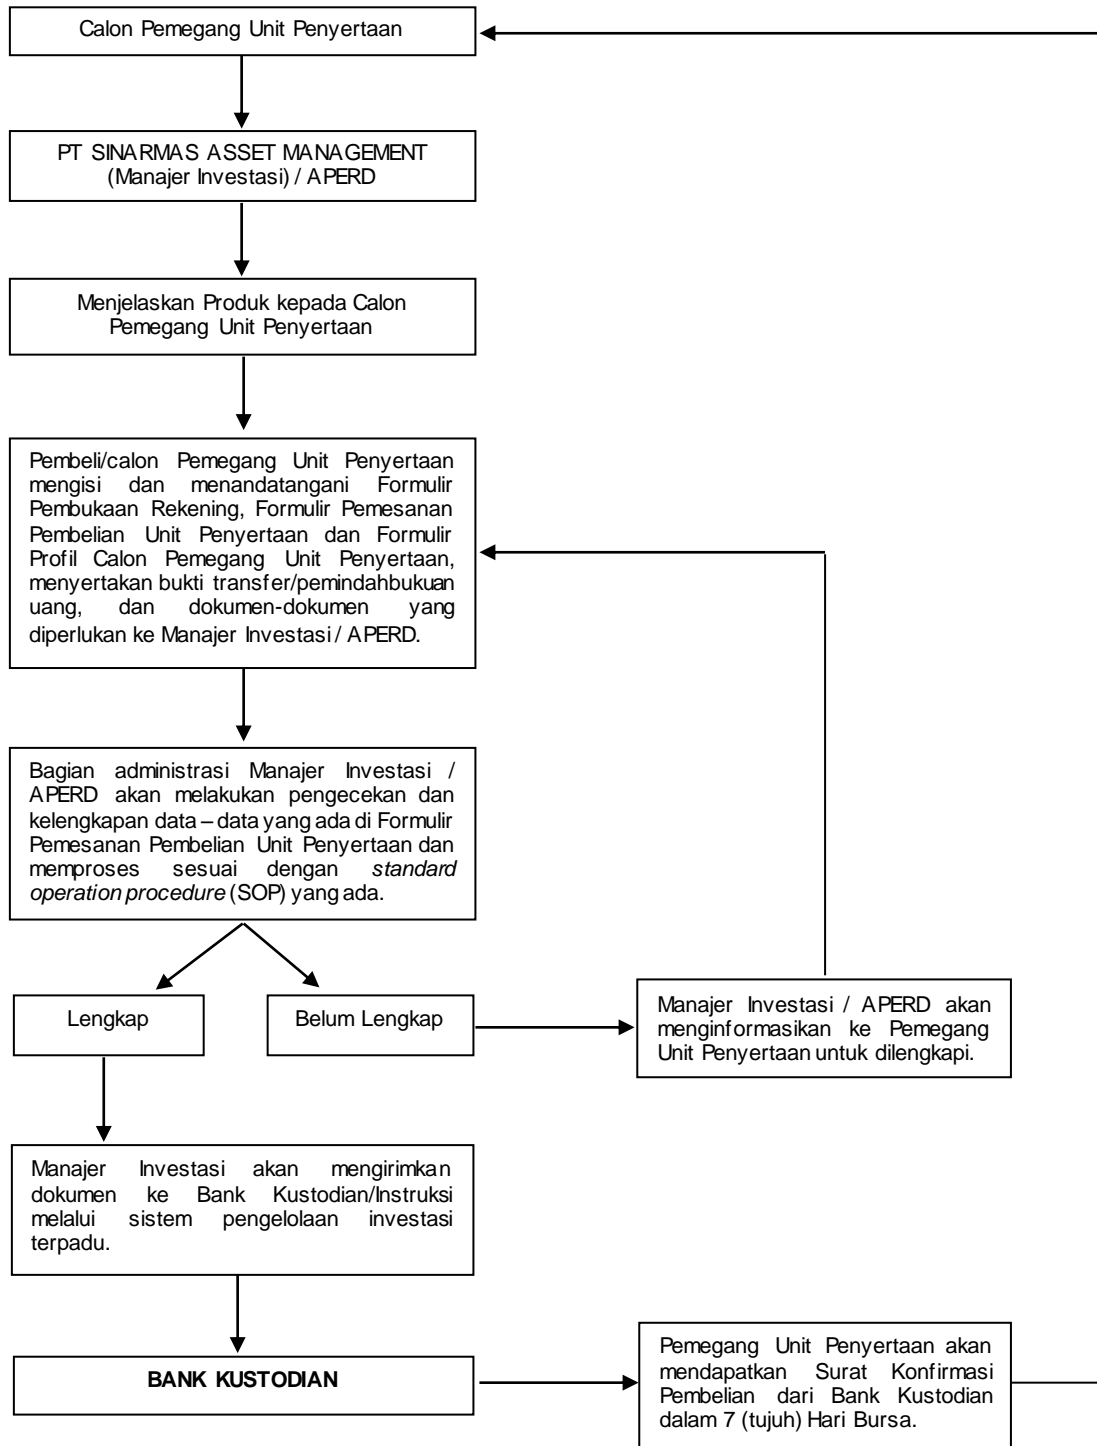 Calon Pemegang Unit Penyertaan
PT SINARMAS ASSET MANAGEMENT
(Manajer Investasi) / APERD
Menjelaskan Produk kepada Calon
Pemegang Unit Penyertaan
Pembeli/calon Pemegang Unit Penyertaan
mengisi dan menandatangani Formulir
Pembukaan Rekening, Formulir Pemesanan
Pembelian Unit Penyertaan dan Formulir
Profil Calon Pemegang Unit Penyertaan,
menyertakan bukti transfer/pemindahbukuan
uang, dan dokumen-dokumen yang
diperlukan ke Manajer Investasi / APERD.
Bagian administrasi Manajer Investasi /
APERD akan melakukan pengecekan dan
kelengkapan data – data yang ada di Formulir
Pemesanan Pembelian Unit Penyertaan dan
memproses sesuai dengan standard
operation procedure (SOP) yang ada.
Lengkap
Belum Lengkap
Manajer Investasi / APERD akan
menginformasikan ke Pemegang
Unit Penyertaan untuk dilengkapi.
Manajer Investasi akan mengirimkan
dokumen ke Bank Kustodian/Instruksi
melalui sistem pengelolaan investasi
terpadu.
BANK KUSTODIAN
Pemegang Unit Penyertaan akan
mendapatkan Surat Konfirmasi
Pembelian dari Bank Kustodian
dalam 7 (tujuh) Hari Bursa.